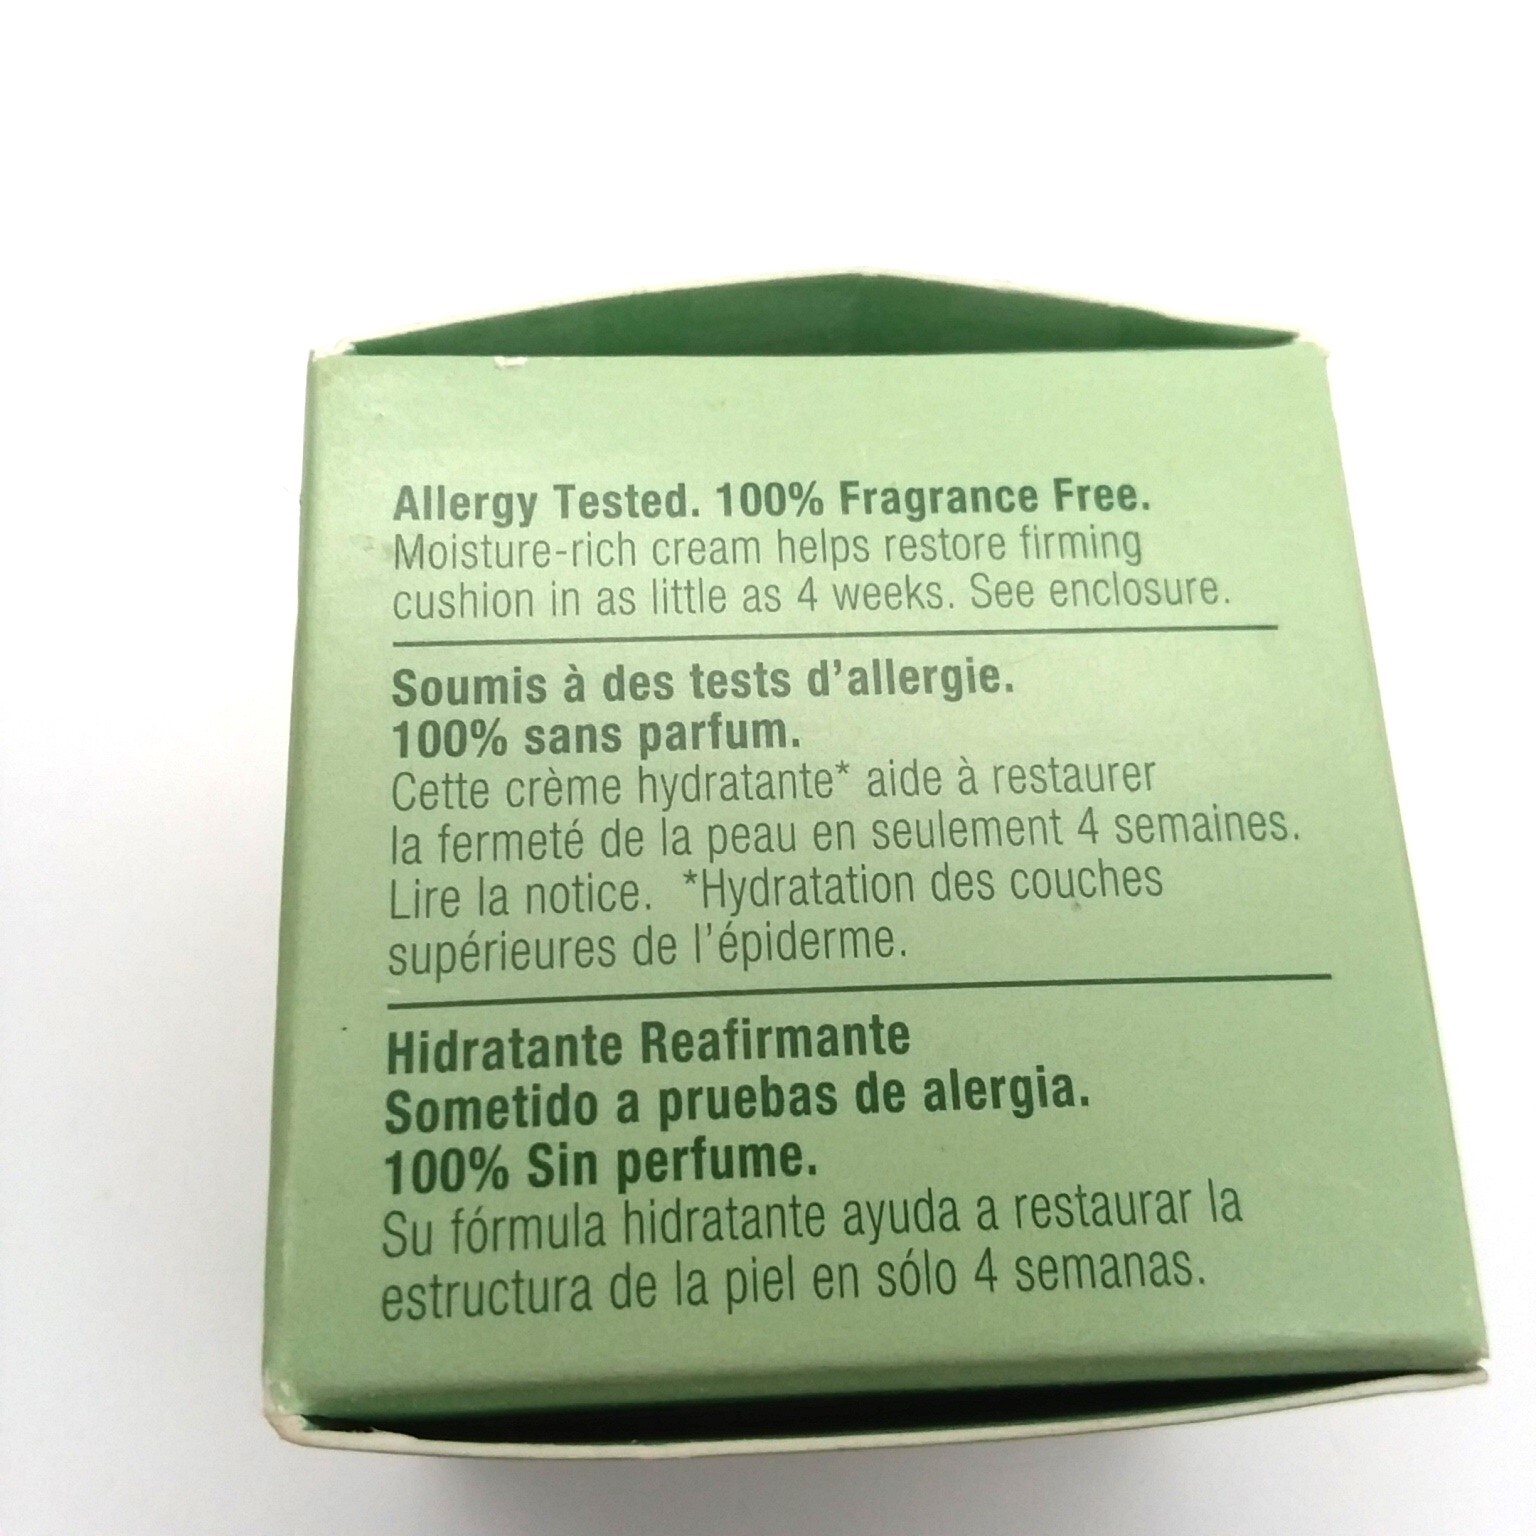 Allergy Tested. 100% Fragrance Free.
Moisture-rich cream helps restore firming
cushion in as little as 4 weeks. See enclosure.
Soumis à des tests d'allergie.
100% sans parfum.
Cette crème hydratante* aide à restaurer
la fermeté de la peau en seulement 4 semaines.
Lire la notice. *Hydratation des couches
supérieures de l'épiderme.
Hidratante Reafirmante
Sometido a pruebas de alergia.
100% Sin perfume.
Su fórmula hidratante ayuda a restaurar la
estructura de la piel en sólo 4 semanas.